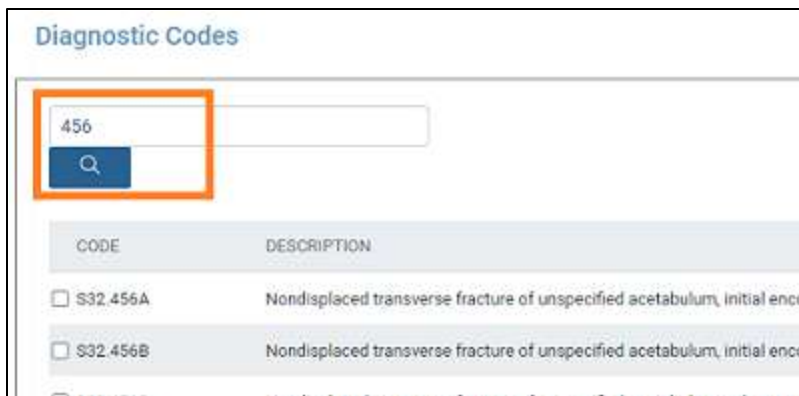 Diagnostic Codes
456
CODE DESCRIPTION
S32.456A Nondisplaced transverse fracture of unspecified acetabulum, initial enc
S32.456B Nondisplaced transverse fracture of unspecified acetabulum, initial enc